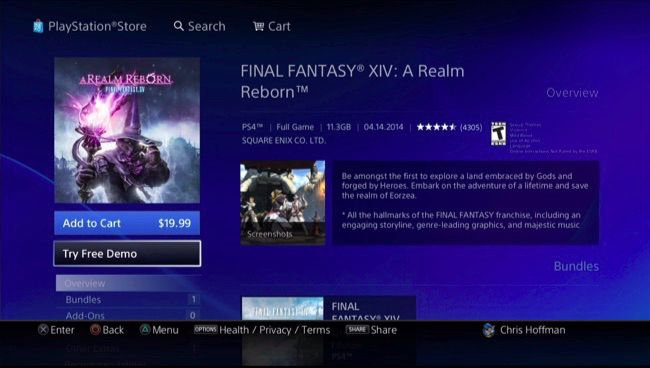 PlayStation®Store
Search
Cart
A REALM REBORN
FINAL FANTASY XIV
FINAL FANTASY® XIV: A Realm
Reborn™
Overview
PS4™ | Full Game | 11.3GB | 04.14.2014 | ★★★★★ (4305)
SQUARE ENIX CO. LTD.
TEEN
T
Language
Screenshots
Be amongst the first to explore a land embraced by Gods and
forged by Heroes. Embark on the adventure of a lifetime and save
the realm of Eorzea.
* All the hallmarks of the FINAL FANTASY franchise, including an
engaging storyline, genre-leading graphics, and majestic music
Add to Cart $19.99
Try Free Demo
Overview
Bundles 1
Add-Ons 0
Bundles
FINAL
FANTASY XIV
PS4™
Enter
Back
Menu
OPTIONS Health / Privacy / Terms
SHARE Share
Chris Hoffman